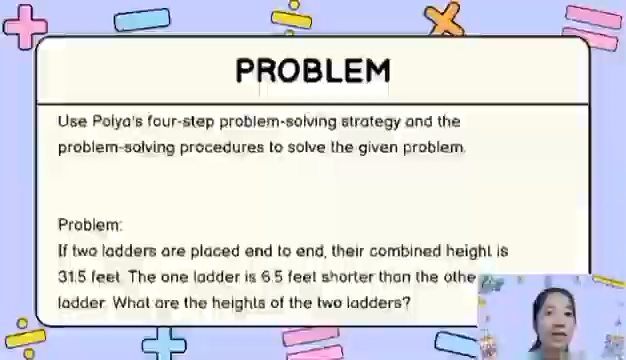 PROBLEM
Use Polya's four-step problem-solving strategy and the
problem-solving procedures to solve the given problem.
Problem:
If two ladders are placed end to end, their combined height is
31.5 feet. The one ladder is 6.5 feet shorter than the othe
ladder. What are the heights of the two ladders?